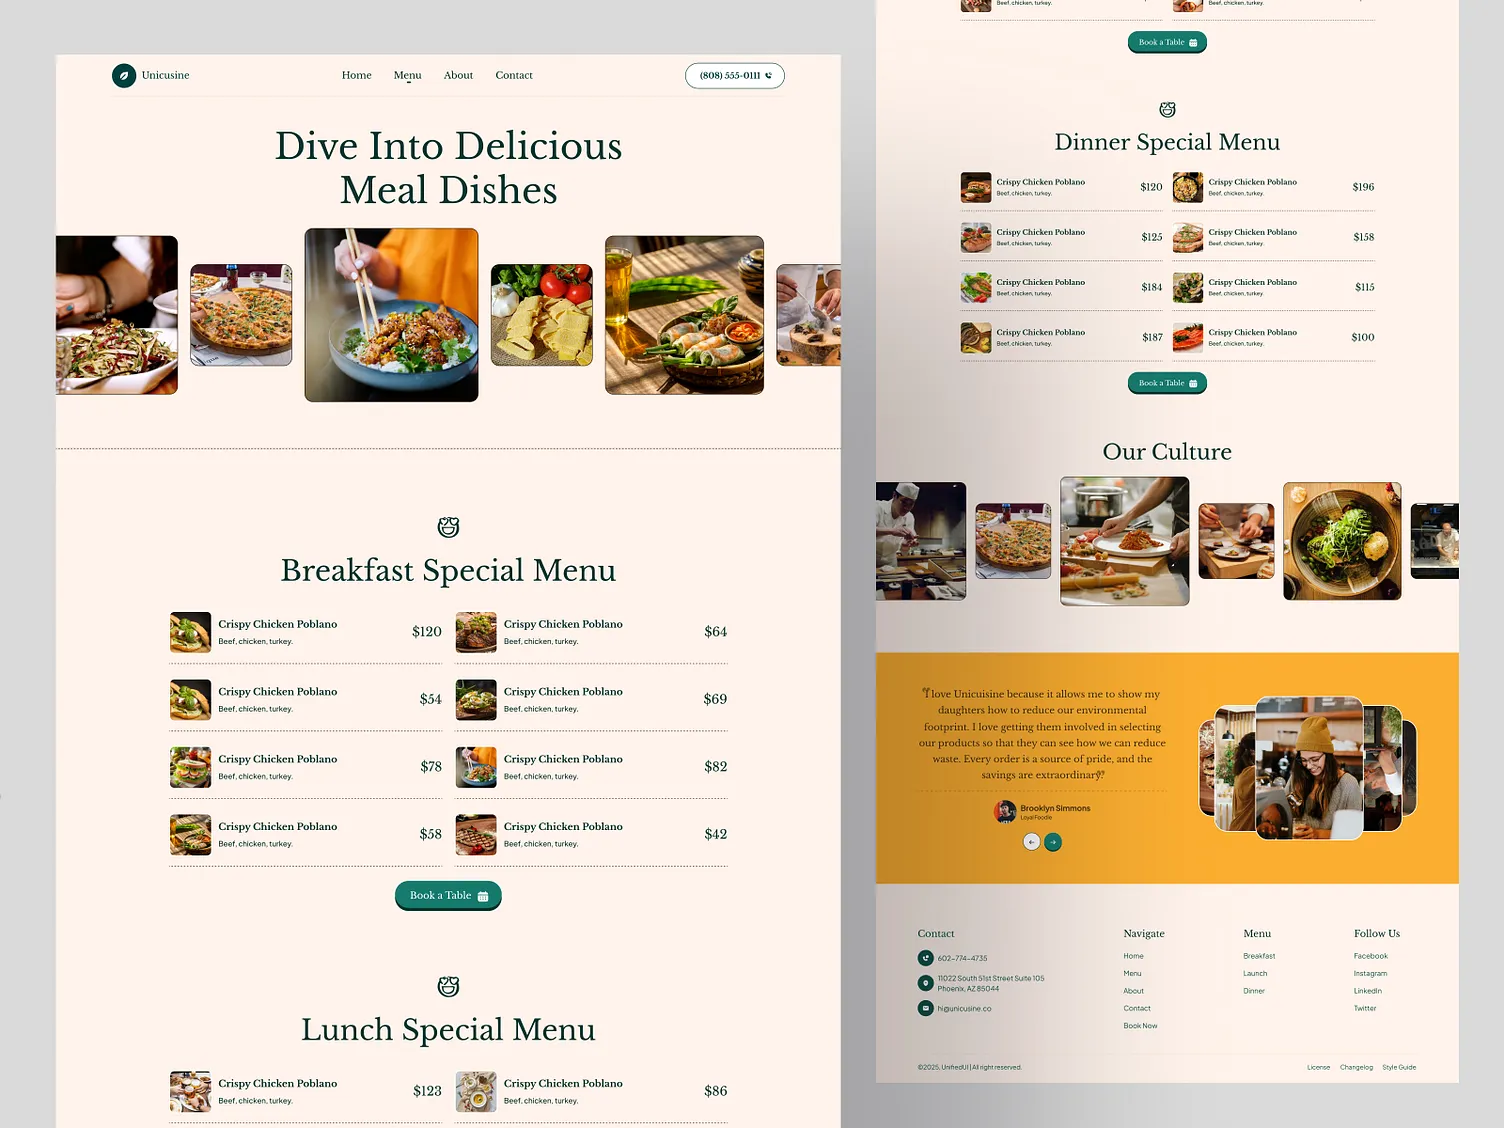 Unicusine
Home Menu About Contact
(808) 555-0111
Dive Into Delicious
Meal Dishes
Breakfast Special Menu
Crispy Chicken Poblano
Beef, chicken, turkey.
$120
Crispy Chicken Poblano
Beef, chicken, turkey.
$64
Crispy Chicken Poblano
Beef, chicken, turkey.
$54
Crispy Chicken Poblano
Beef, chicken, turkey.
$69
Crispy Chicken Poblano
Beef, chicken, turkey.
$78
Crispy Chicken Poblano
Beef, chicken, turkey.
$82
Crispy Chicken Poblano
Beef, chicken, turkey.
$58
Crispy Chicken Poblano
Beef, chicken, turkey.
$42
Book a Table
Lunch Special Menu
Crispy Chicken Poblano
Beef, chicken, turkey.
$123
Crispy Chicken Poblano
Beef, chicken, turkey.
$86
Beef, chicken, turkey.
Beef, chicken, turkey.
Book a Table
Dinner Special Menu
Crispy Chicken Poblano
Beef, chicken, turkey.
$120
Crispy Chicken Poblano
Beef, chicken, turkey.
$196
Crispy Chicken Poblano
Beef, chicken, turkey.
$125
Crispy Chicken Poblano
Beef, chicken, turkey.
$158
Crispy Chicken Poblano
Beef, chicken, turkey.
$184
Crispy Chicken Poblano
Beef, chicken, turkey.
$115
Crispy Chicken Poblano
Beef, chicken, turkey.
$187
Crispy Chicken Poblano
Beef, chicken, turkey.
$100
Book a Table
Our Culture
"I love Unicuisine because it allows me to show my
daughters how to reduce our environmental
footprint. I love getting them involved in selecting
our products so that they can see how we can reduce
waste. Every order is a source of pride, and the
savings are extraordinary"
Brooklyn Simmons
Loyal Foodie
Contact
602-774-4735
11022 South 51st Street Suite 105
Phoenix, AZ 85044
hi@unicusine.co
Navigate
Home
Menu
About
Contact
Book Now
Menu
Breakfast
Launch
Dinner
Follow Us
Facebook
Instagram
LinkedIn
Twitter
©2025, UnifiedUI | All right reserved.
License Changelog Style Guide